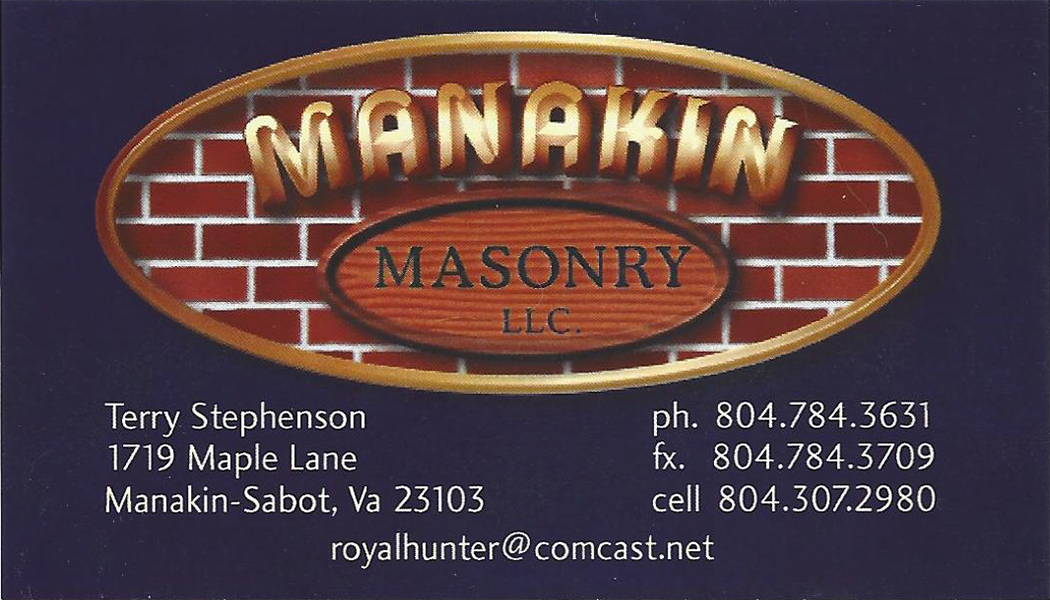 MANAKIN
MASONRY
LLC.
Terry Stephenson
1719 Maple Lane
Manakin-Sabot, Va 23103
ph. 804.784.3631
fx. 804.784.3709
cell 804.307.2980
royalhunter@comcast.net